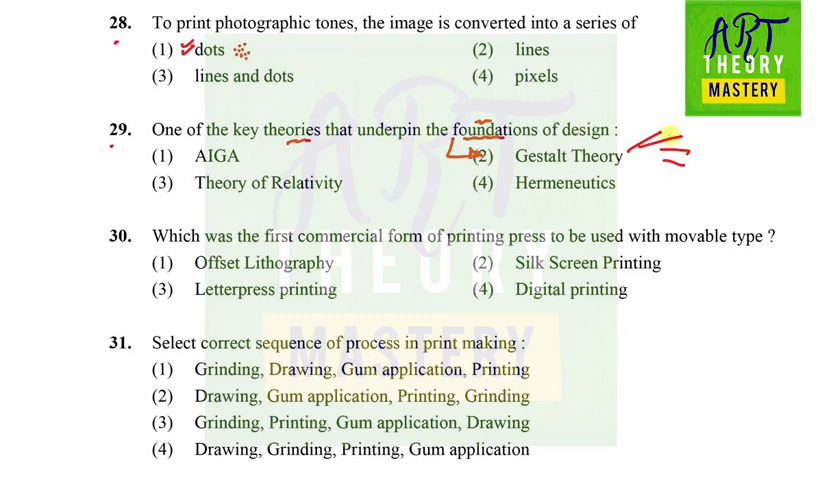 28. To print photographic tones, the image is converted into a series of
(1) dots (2) lines
(3) lines and dots (4) pixels
ART
THEORY
MASTERY
29. One of the key theories that underpin the foundations of design :
(1) AIGA (2) Gestalt Theory
(3) Theory of Relativity (4) Hermeneutics
30. Which was the first commercial form of printing press to be used with movable type ?
(1) Offset Lithography (2) Silk Screen Printing
(3) Letterpress printing (4) Digital printing
31. Select correct sequence of process in print making :
(1) Grinding, Drawing, Gum application, Printing
(2) Drawing, Gum application, Printing, Grinding
(3) Grinding, Printing, Gum application, Drawing
(4) Drawing, Grinding, Printing, Gum application
ART
THEORY
MASTERY